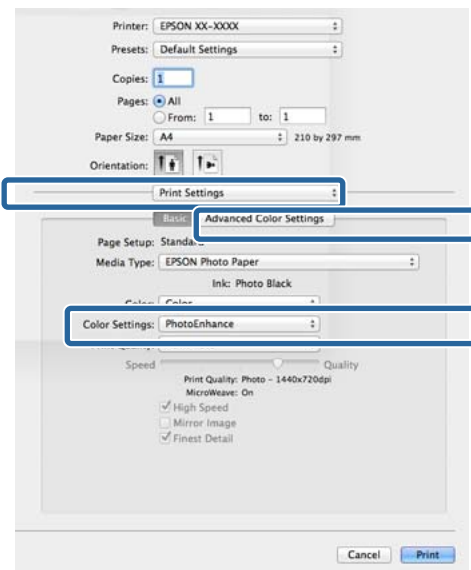 Printer: EPSON XX-XXXX
Presets: Default Settings
Copies: 1
Pages: All
From: 1 to: 1
Paper Size: A4 210 by 297 mm
Orientation:
Print Settings
Basic Advanced Color Settings
Page Setup: Standard
Media Type: EPSON Photo Paper
Ink: Photo Black
Color: Color
Color Settings: PhotoEnhance
Speed Quality
Print Quality: Photo - 1440x720dpi
MicroWeave: On
High Speed
Mirror Image
Finest Detail
Cancel Print